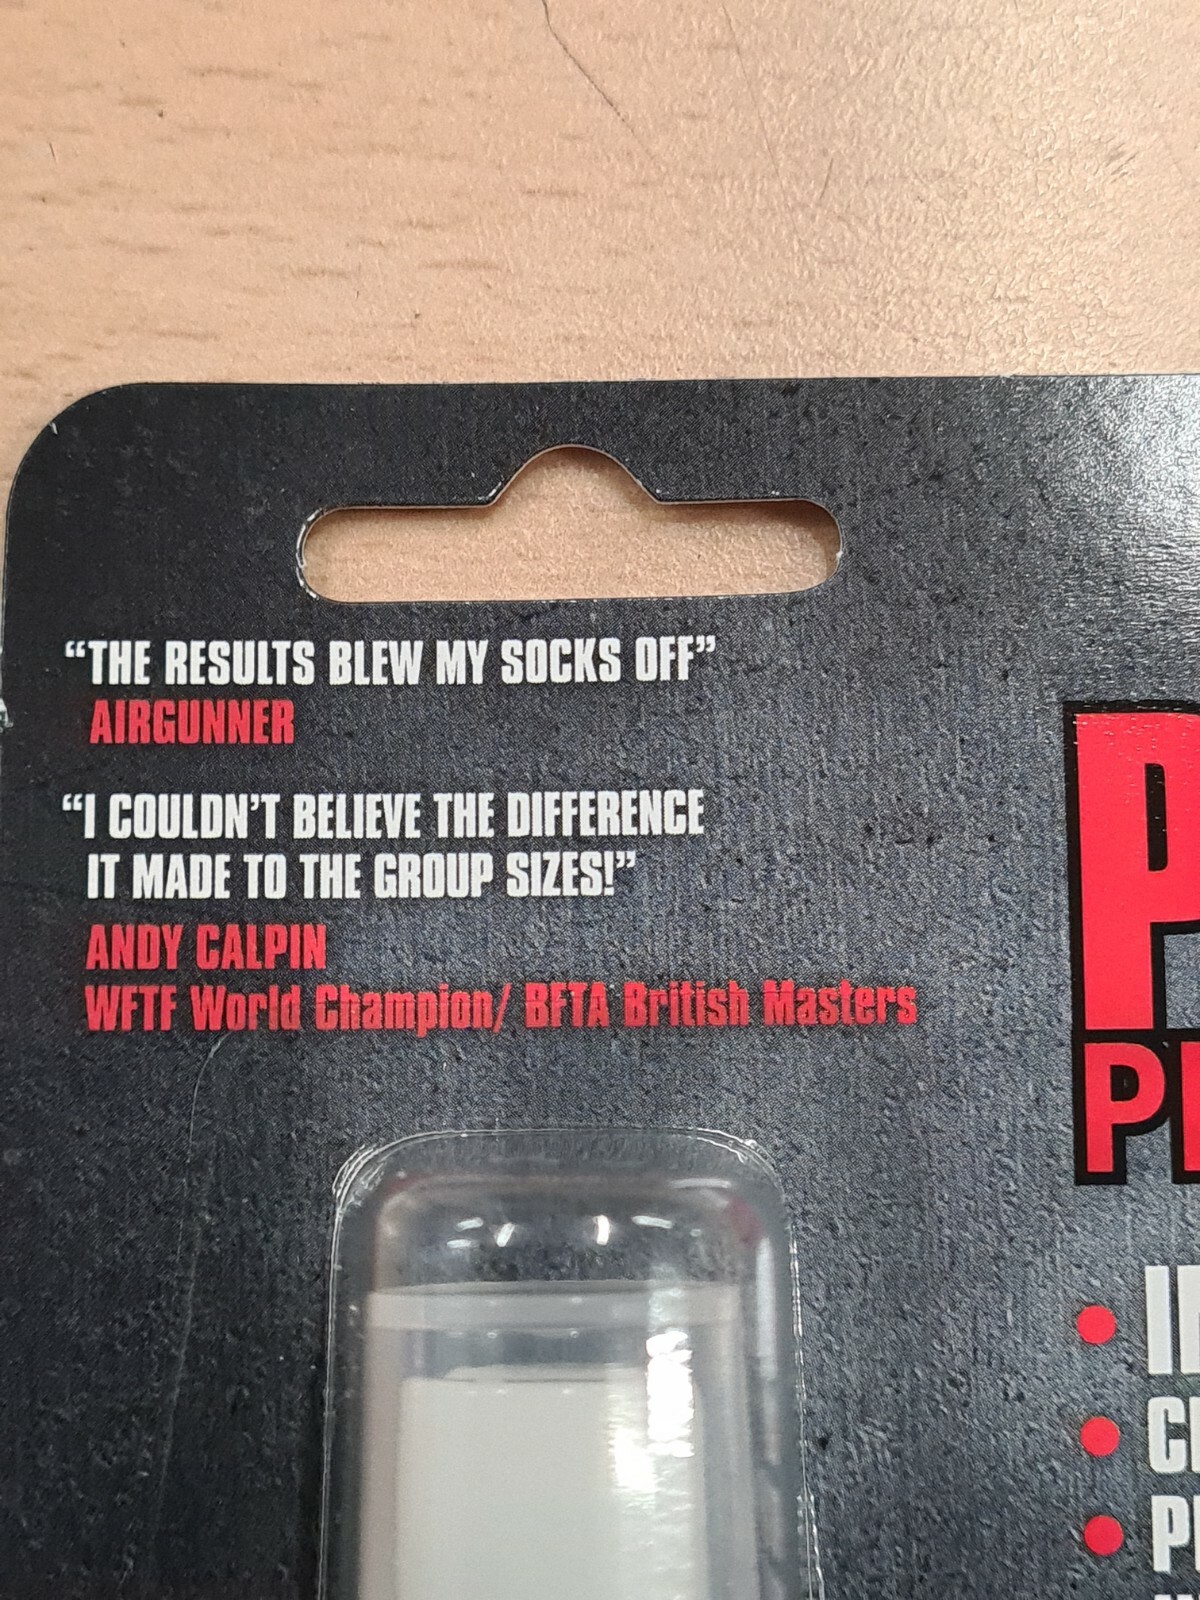 “THE RESULTS BLEW MY SOCKS OFF”
AIRGUNNER
“I COULDN’T BELIEVE THE DIFFERENCE
IT MADE TO THE GROUP SIZES!”
ANDY CALPIN
WFTF World Champion/ BFTA British Masters